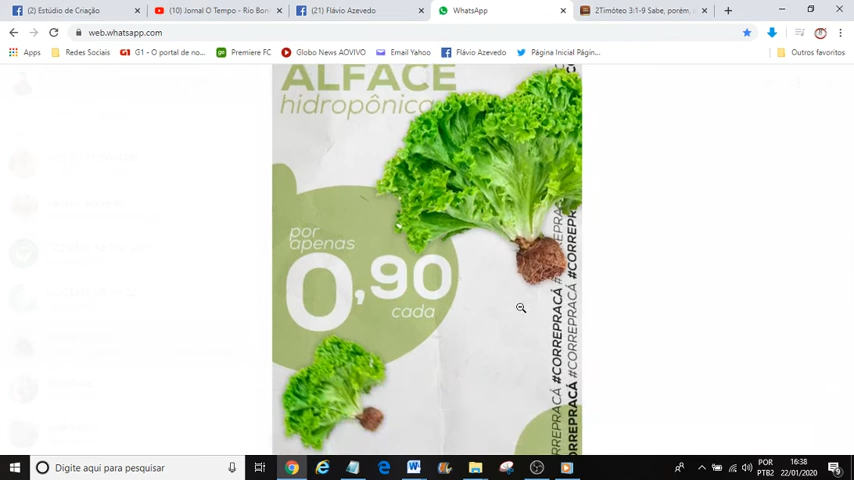 (2) Estúdio de Criação
(10) Jornal O Tempo - Rio Bon
(21) Flávio Azevedo
WhatsApp
2Timóteo 3:1-9 Sabe, porém,
web.whatsapp.com
Apps
Redes Sociais
G1 - O portal de no...
Premiere FC
Globo News AOVIVO
Email Yahoo
Flávio Azevedo
Página Inicial Págin...
Outros favoritos
ALFACE
hidropônica
por
apenas
0,90
cada
#CORREPRACÁ #CORREPRACÁ
#CORREPRACÁ #CORREPRACÁ
Digite aqui para pesquisar
POR
PTB2
16:38
22/01/2020